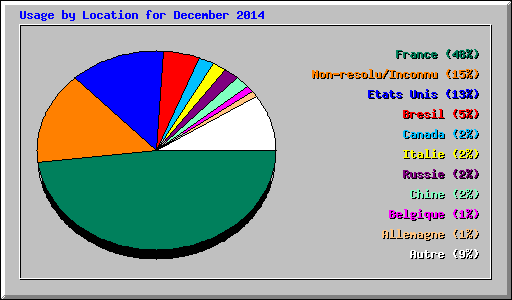 Usage by Location for December 2014
France (48%)
Non-resolu/Inconnu (15%)
Etats Unis (13%)
Bresil (5%)
Canada (2%)
Italie (2%)
Russie (2%)
Chine (2%)
Belgique (1%)
Allemagne (1%)
Autre (9%)